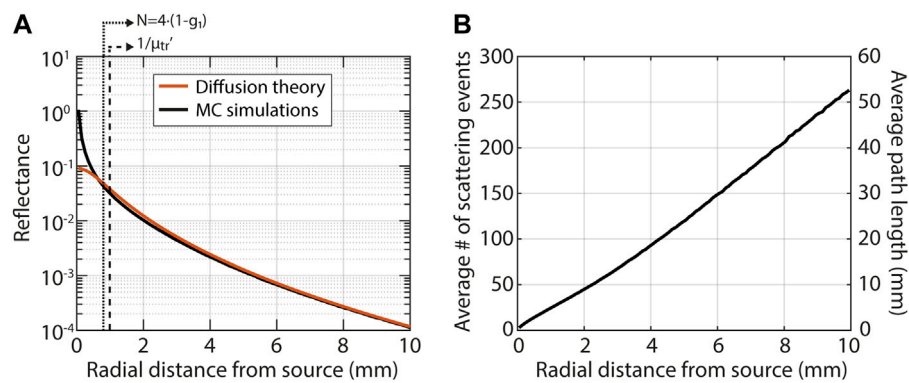 A
N=4·(1-g₁)
1/μtr'
10¹
10⁰
10⁻¹
10⁻²
10⁻³
10⁻⁴
Reflectance
Diffusion theory
MC simulations
0 2 4 6 8 10
Radial distance from source (mm)
B
300
250
200
150
100
50
0
Average # of scattering events
60
50
40
30
20
10
0
Average path length (mm)
0 2 4 6 8 10
Radial distance from source (mm)